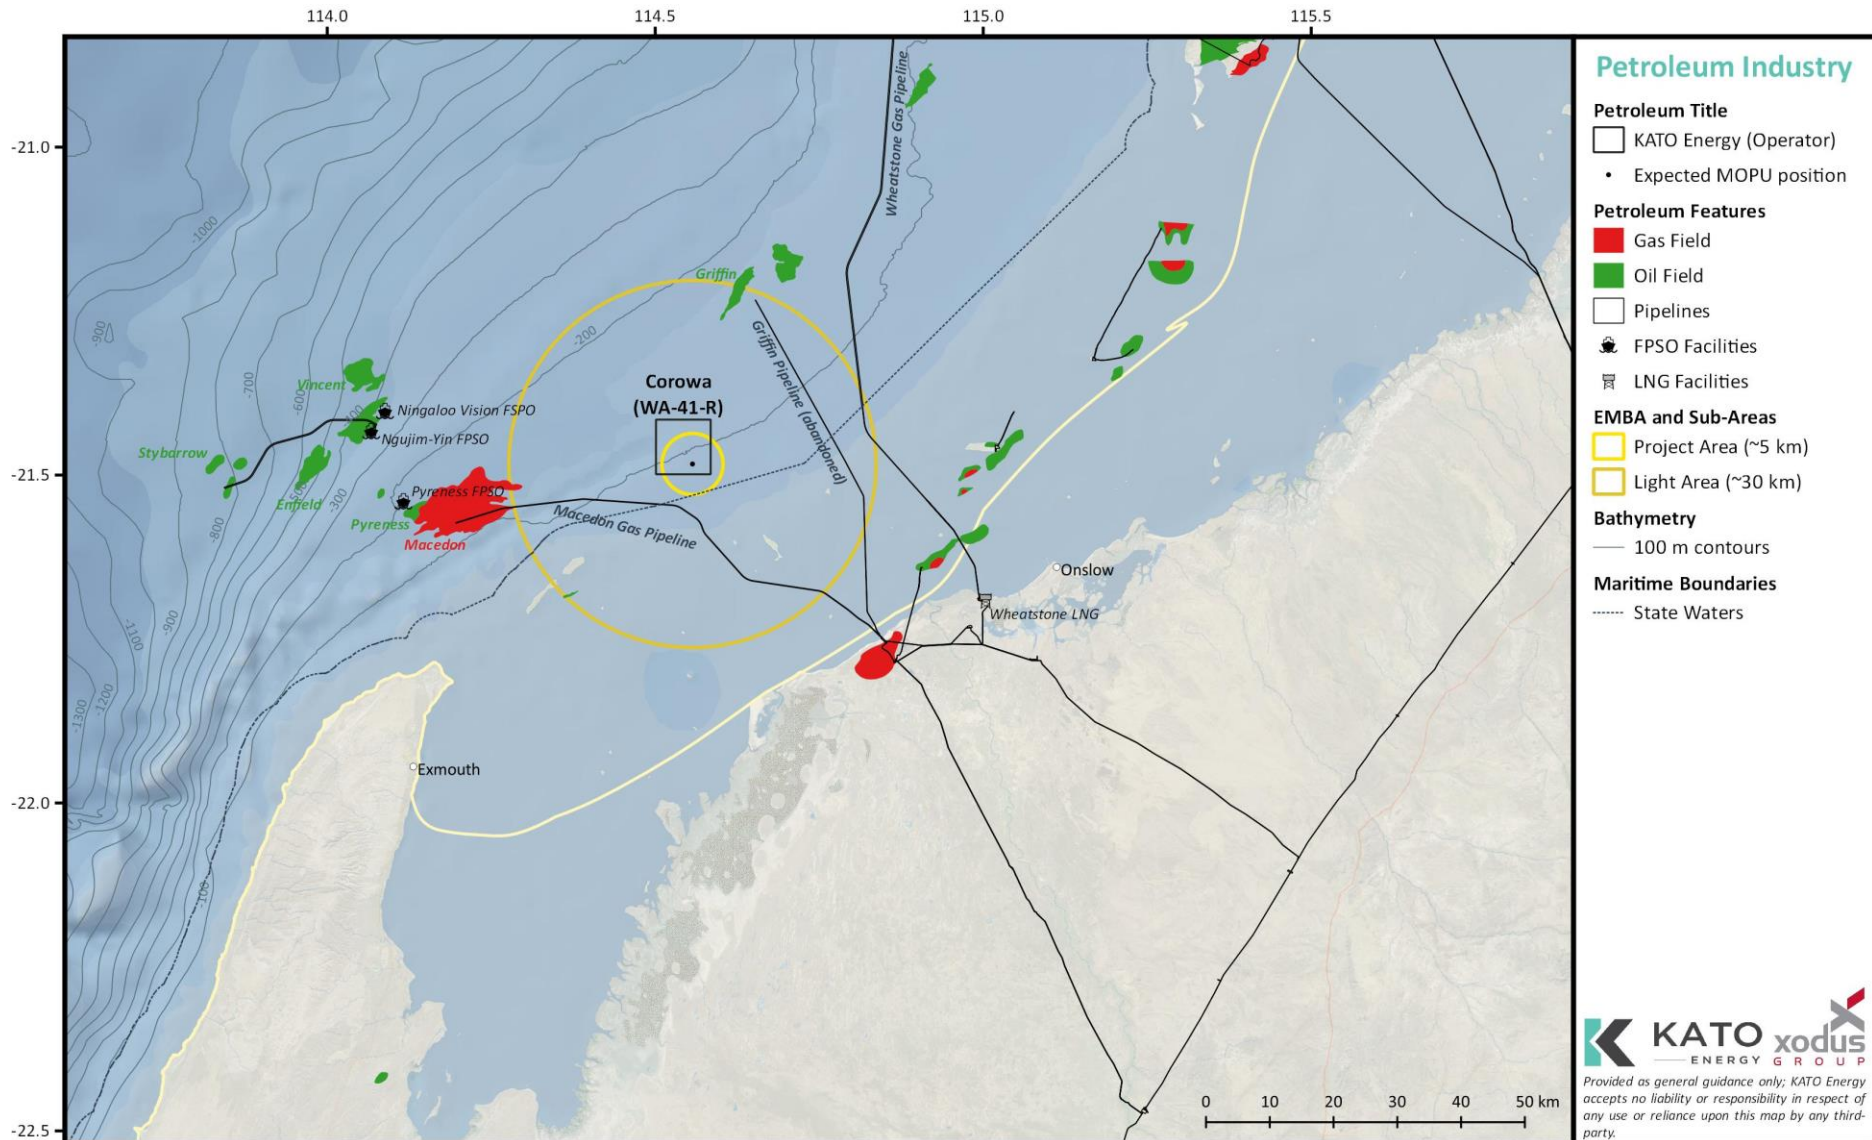 114.0
114.5
115.0
115.5
-21.0
-21.5
-22.0
-22.5
Wheatstone Gas Pipeline
-1000
-900
-700
-600
-400
-200
Griffin
Griffin Pipeline (abandoned)
Corowa
(WA-41-R)
Vincent
Ningaloo Vision FSPO
Ngujim-Yin FPSO
Stybarrow
Enfield
-500
-300
-800
Pyreness FPSO
Pyreness
Macedon
Macedon Gas Pipeline
Onslow
Wheatstone LNG
-1100
-900
-1300
-1200
-100
Exmouth
0 10 20 30 40 50 km
Petroleum Industry
Petroleum Title
KATO Energy (Operator)
Expected MOPU position
Petroleum Features
Gas Field
Oil Field
Pipelines
FPSO Facilities
LNG Facilities
EMBA and Sub-Areas
Project Area (~5 km)
Light Area (~30 km)
Bathymetry
100 m contours
Maritime Boundaries
State Waters
KATO
ENERGY
xodus
GROUP
Provided as general guidance only; KATO Energy
accepts no liability or responsibility in respect of
any use or reliance upon this map by any third-
party.